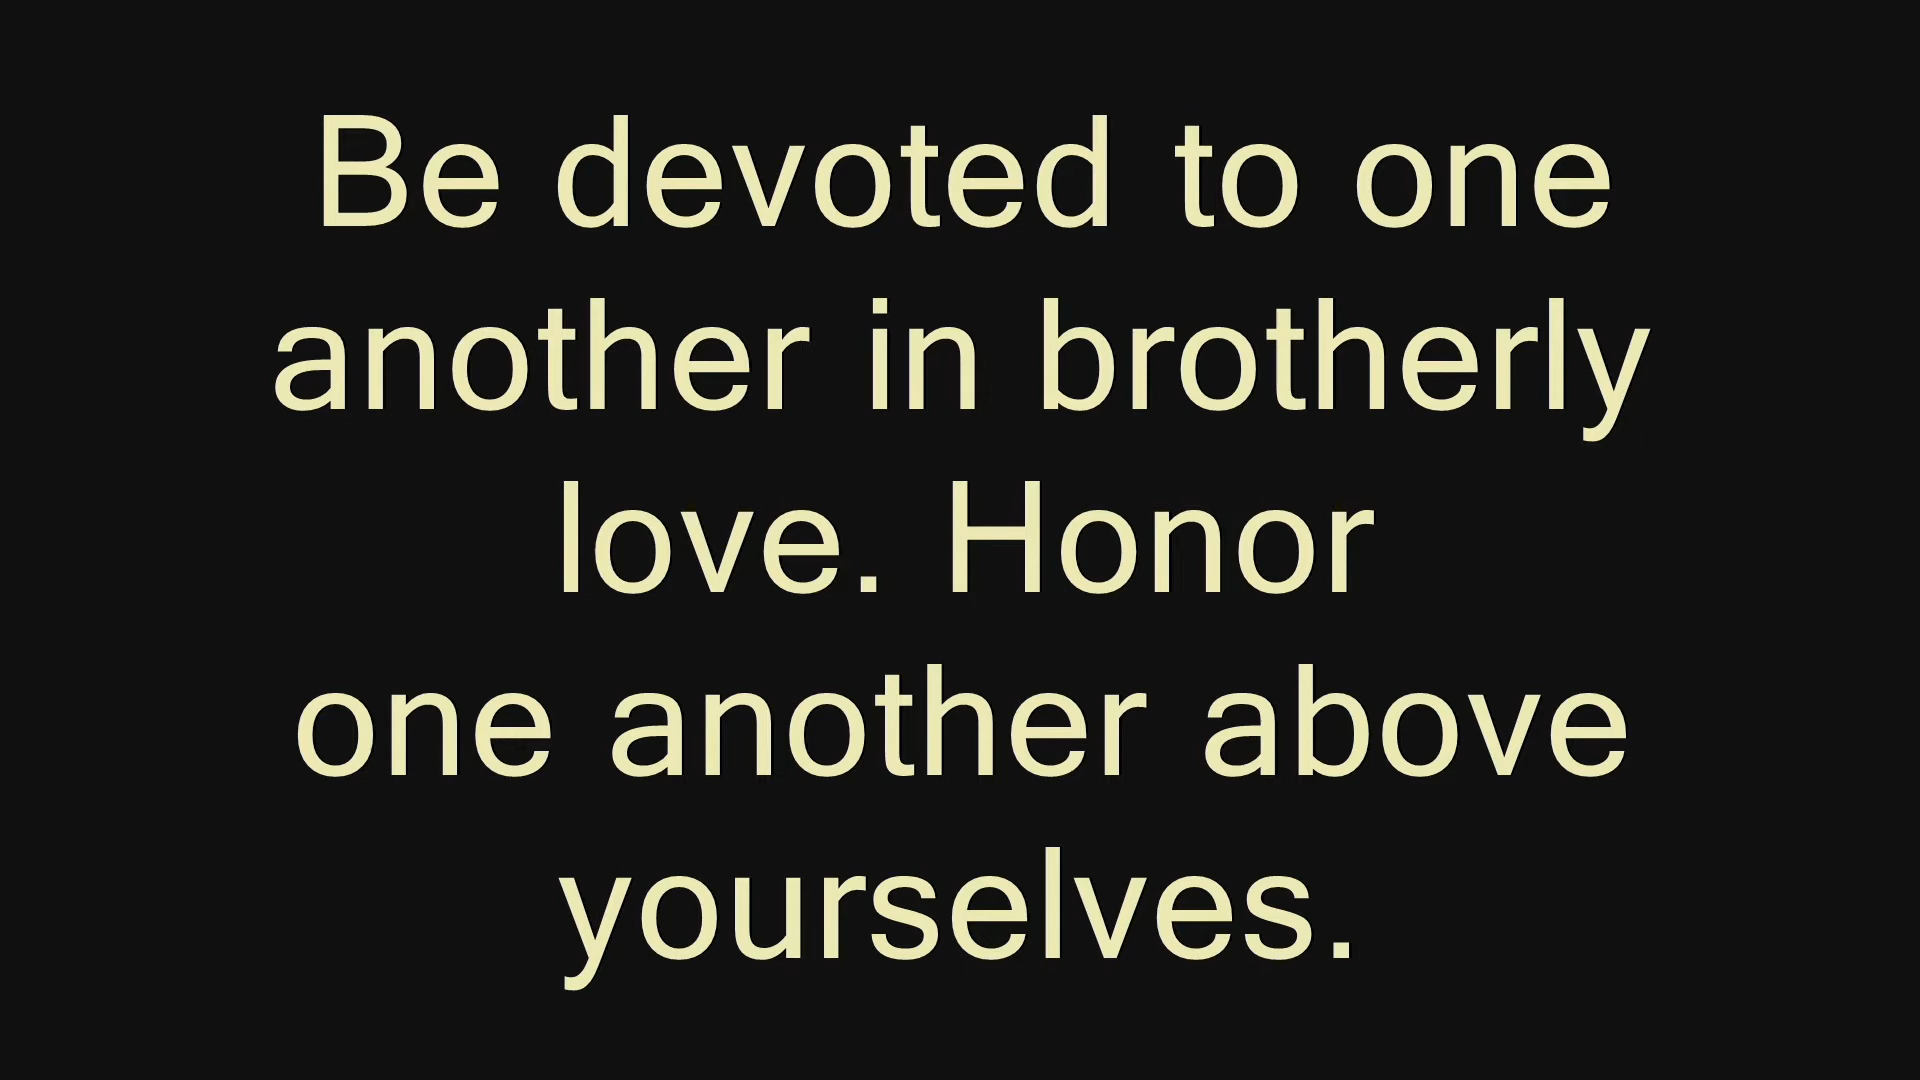 Be devoted to one
another in brotherly
love. Honor
one another above
yourselves.